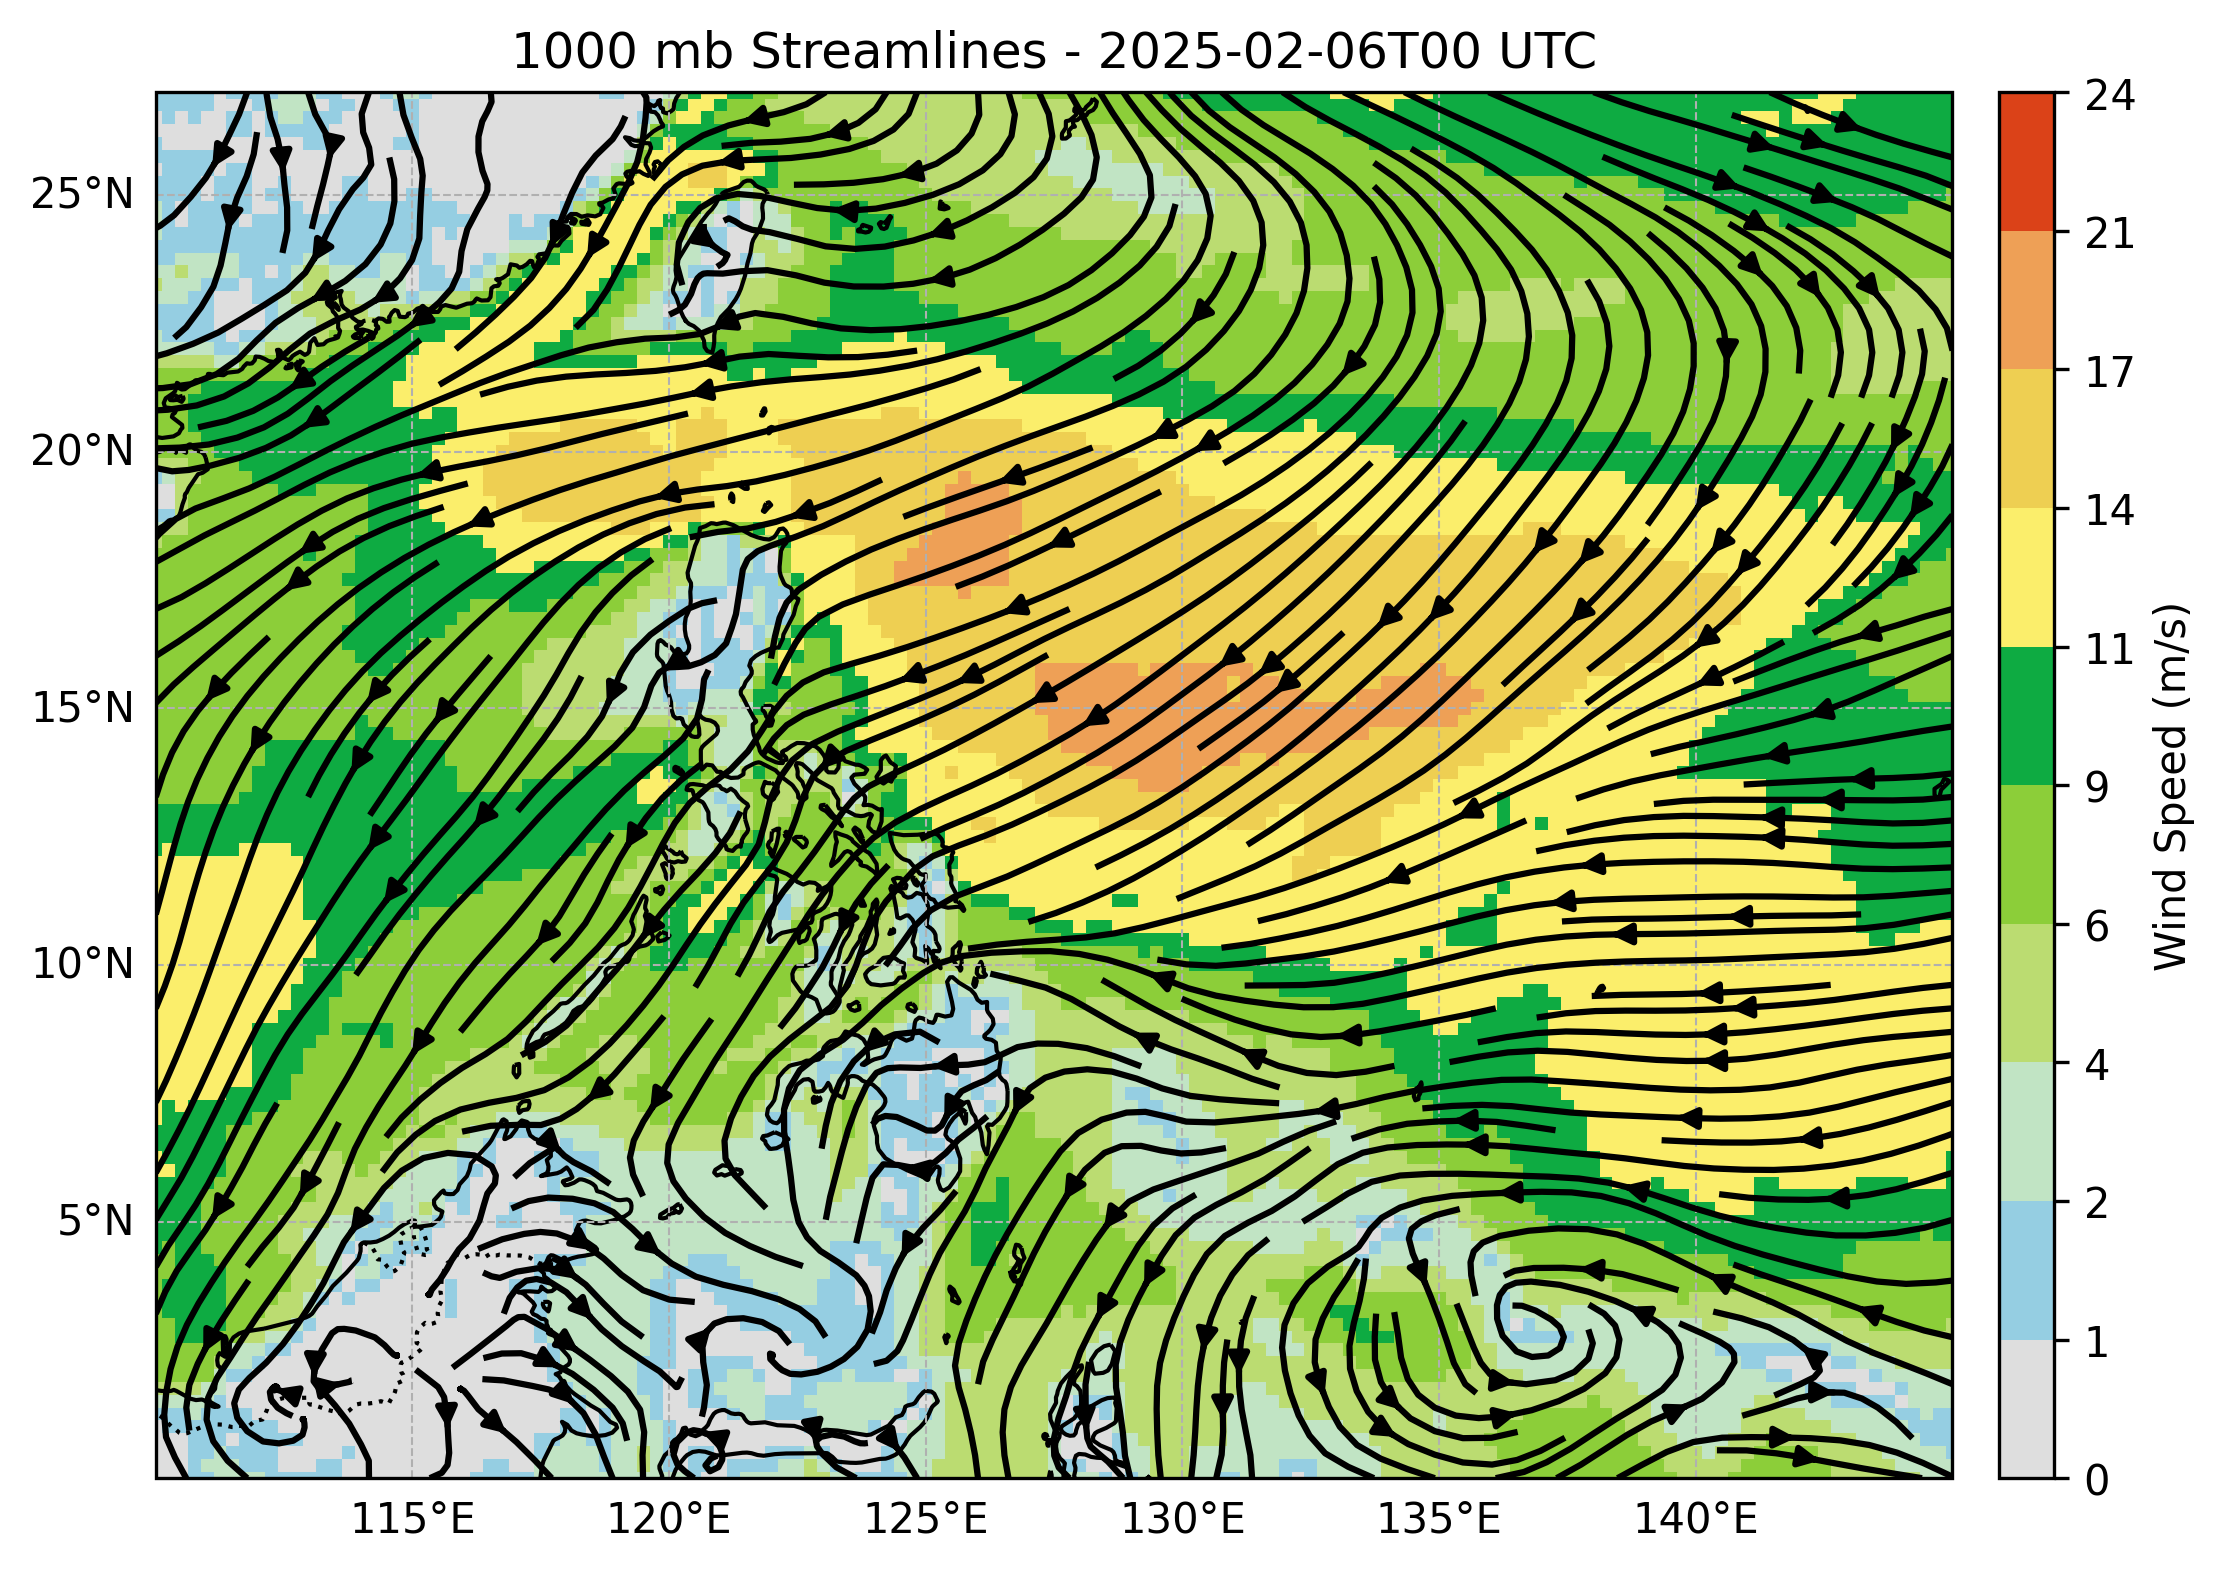 1000 mb Streamlines - 2025-02-06T00 UTC
25°N
20°N
15°N
10°N
5°N
115°E
120°E
125°E
130°E
135°E
140°E
24
21
17
14
11
9
6
4
2
1
0
Wind Speed (m/s)